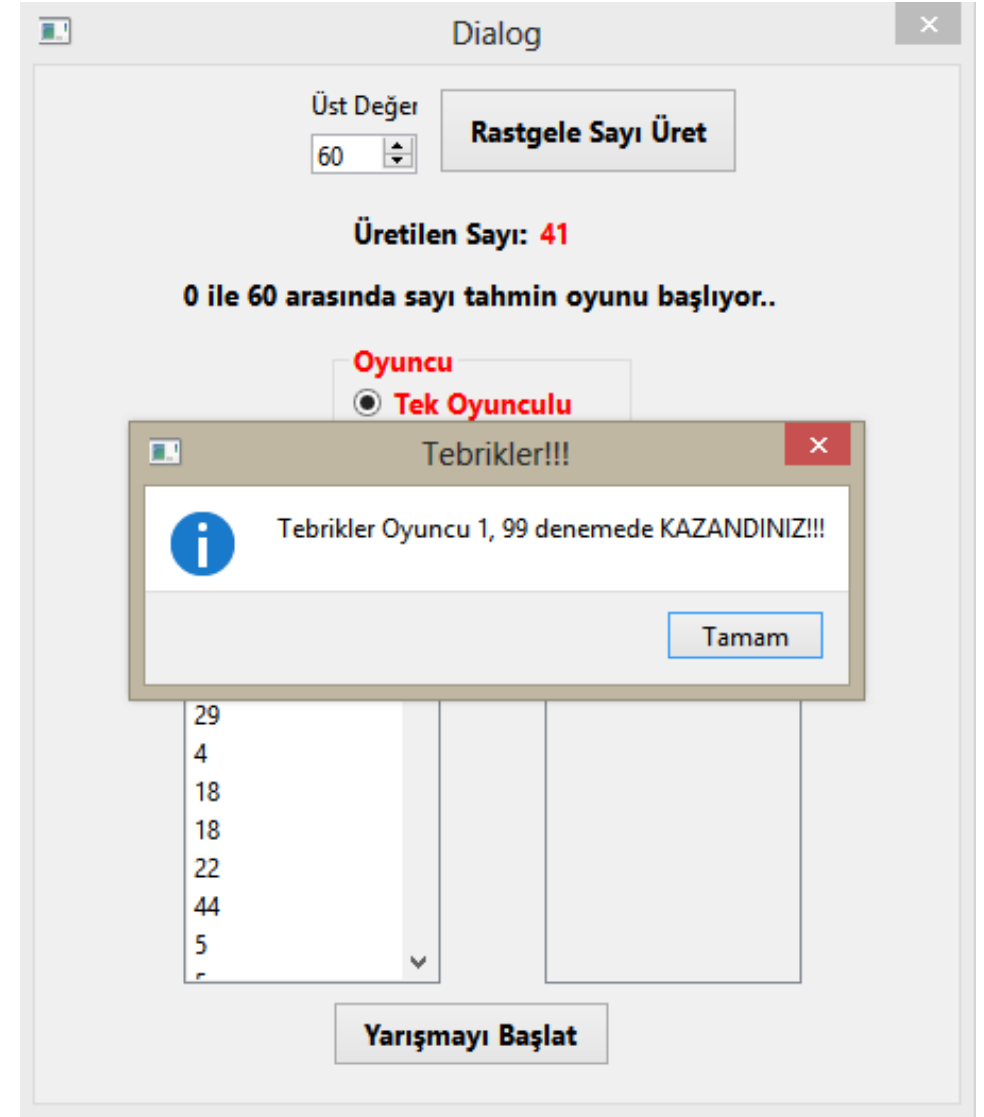 Dialog
Üst Değer
60
Rastgele Sayı Üret
Üretilen Sayı: 41
0 ile 60 arasında sayı tahmin oyunu başlıyor..
Oyuncu
Tek Oyunculu
Tebrikler!!!
Tebrikler Oyuncu 1, 99 denemede KAZANDINIZ!!!
Tamam
29
4
18
18
22
44
5
Yarışmayı Başlat